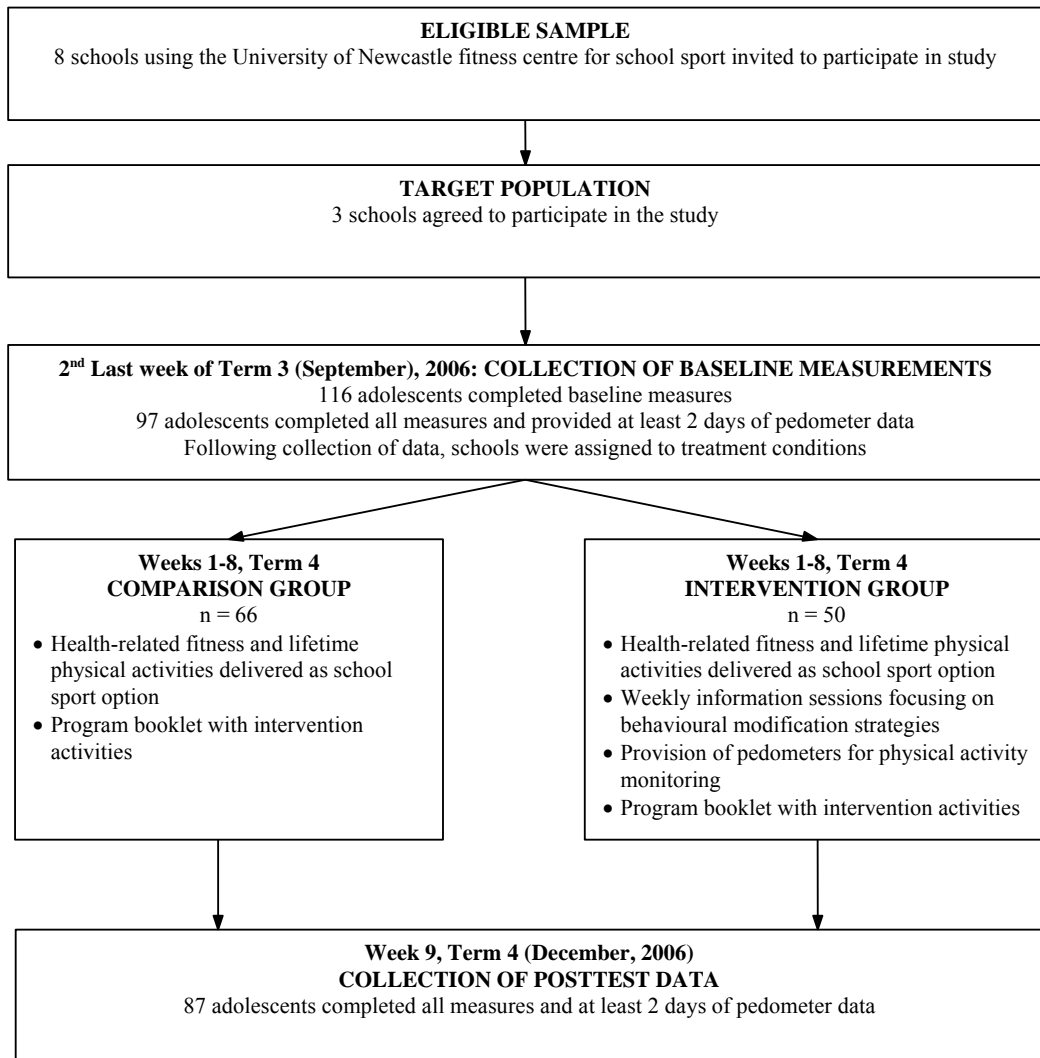 ELIGIBLE SAMPLE
8 schools using the University of Newcastle fitness centre for school sport invited to participate in study
TARGET POPULATION
3 schools agreed to participate in the study
2nd Last week of Term 3 (September), 2006: COLLECTION OF BASELINE MEASUREMENTS
116 adolescents completed baseline measures
97 adolescents completed all measures and provided at least 2 days of pedometer data
Following collection of data, schools were assigned to treatment conditions
Weeks 1-8, Term 4
COMPARISON GROUP
n = 66
• Health-related fitness and lifetime
physical activities delivered as school
sport option
• Program booklet with intervention
activities
Weeks 1-8, Term 4
INTERVENTION GROUP
n = 50
• Health-related fitness and lifetime physical
activities delivered as school sport option
• Weekly information sessions focusing on
behavioural modification strategies
• Provision of pedometers for physical activity
monitoring
• Program booklet with intervention activities
Week 9, Term 4 (December, 2006)
COLLECTION OF POSTTEST DATA
87 adolescents completed all measures and at least 2 days of pedometer data